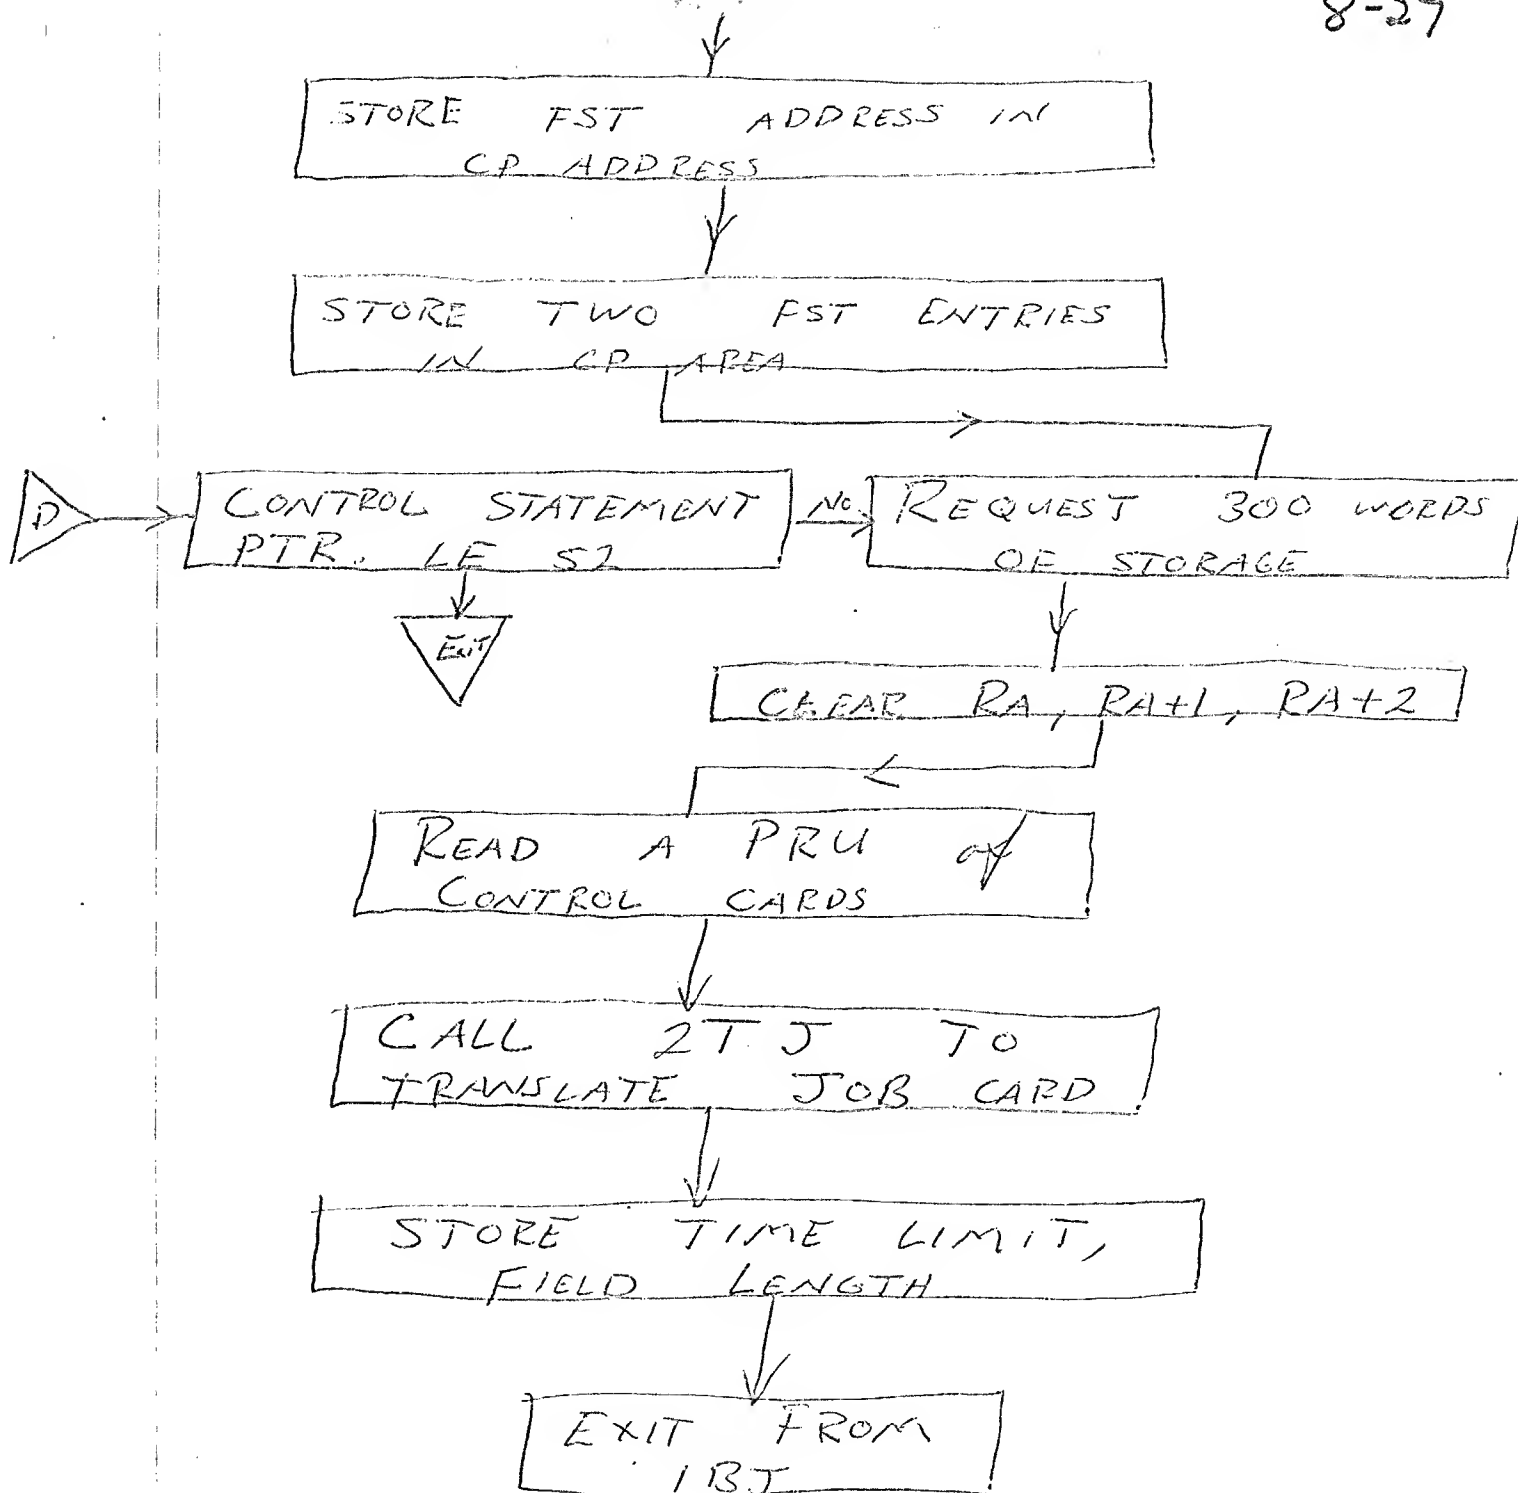 8-27
STORE FST ADDRESS IN
CP ADDRESS
STORE TWO FST ENTRIES
IN CP AREA
D
CONTROL STATEMENT
PTR. LE 52
No.
REQUEST 300 WORDS
OF STORAGE
EXIT
CLEAR RA, RA+1, RA+2
READ A PRU of
CONTROL CARDS
CALL 2TJ TO
TRANSLATE JOB CARD
STORE TIME LIMIT,
FIELD LENGTH
EXIT FROM
1BJ